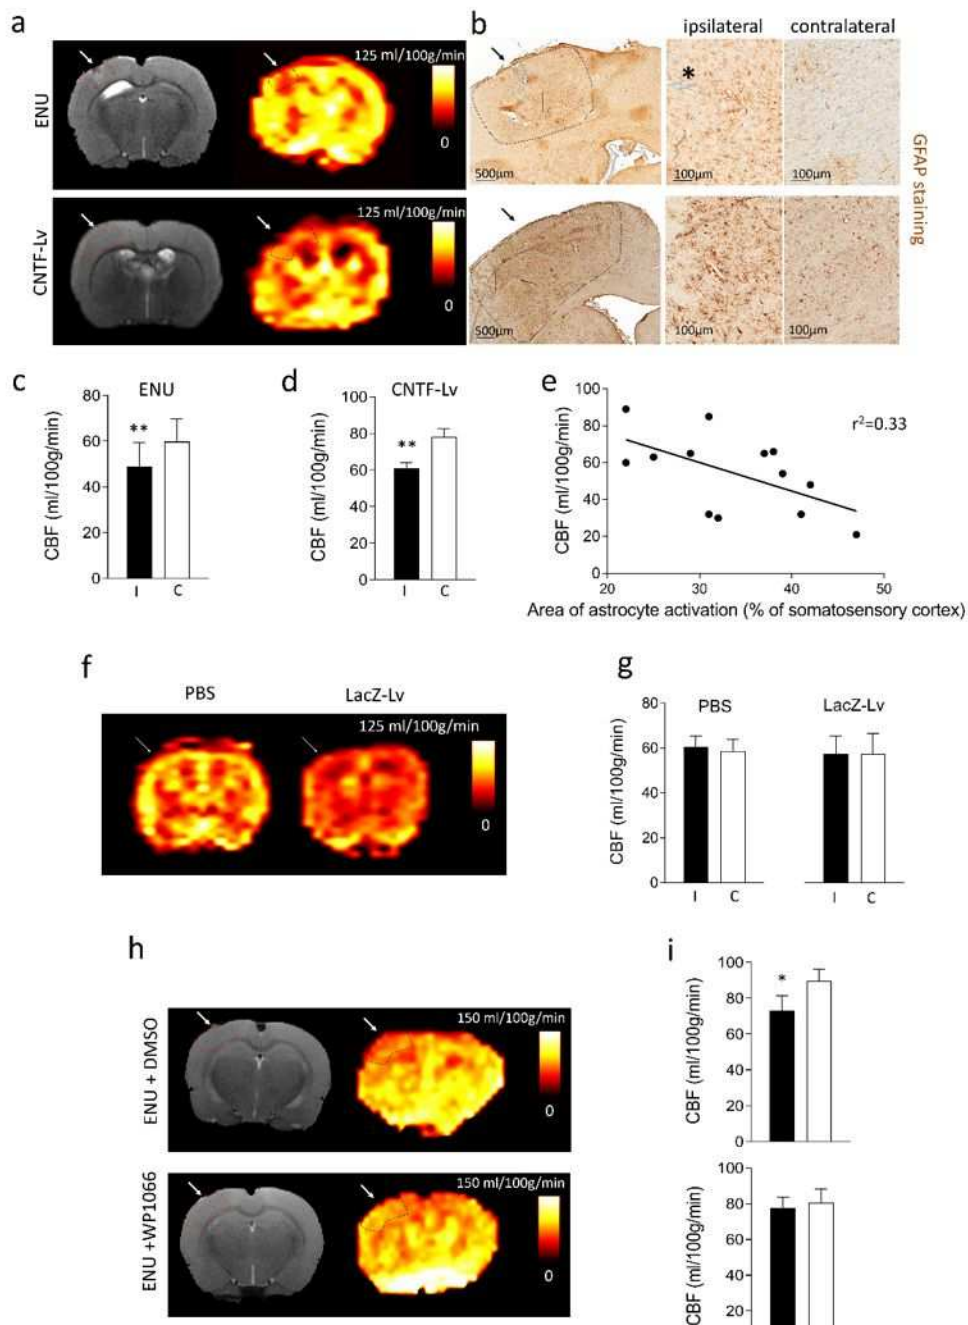 a
125 ml/100g/min
0
ENU
125 ml/100g/min
0
CNTF-Lv
b
ipsilateral
contralateral
*
500µm
100µm
100µm
500µm
100µm
100µm
GFAP staining
c
ENU
80
60
40
20
0
CBF (ml/100g/min)
**
I
C
d
CNTF-Lv
100
80
60
40
20
0
CBF (ml/100g/min)
**
I
C
e
100
80
60
40
20
0
CBF (ml/100g/min)
r²=0.33
20
30
40
50
Area of astrocyte activation (% of somatosensory cortex)
f
PBS
LacZ-Lv
125 ml/100g/min
0
g
PBS
LacZ-Lv
80
60
40
20
0
CBF (ml/100g/min)
I
C
I
C
h
150 ml/100g/min
0
ENU + DMSO
150 ml/100g/min
0
ENU +WP1066
i
100
80
60
40
20
0
CBF (ml/100g/min)
*
100
80
60
40
20
CBF (ml/100g/min)